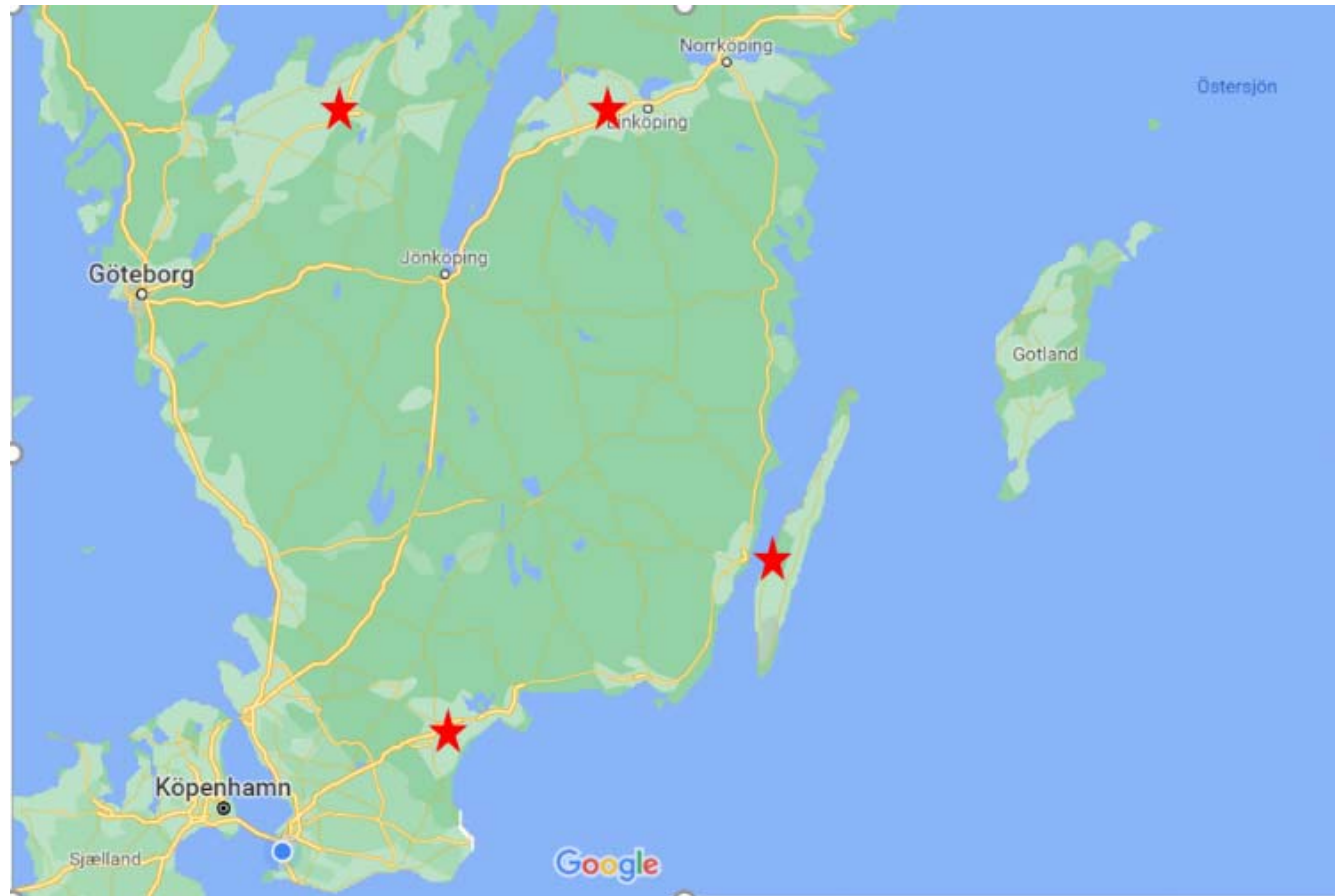 Norrköping
Östersjön
Linköping
Jönköping
Göteborg
Gotland
Köpenhamn
Sjælland
Google